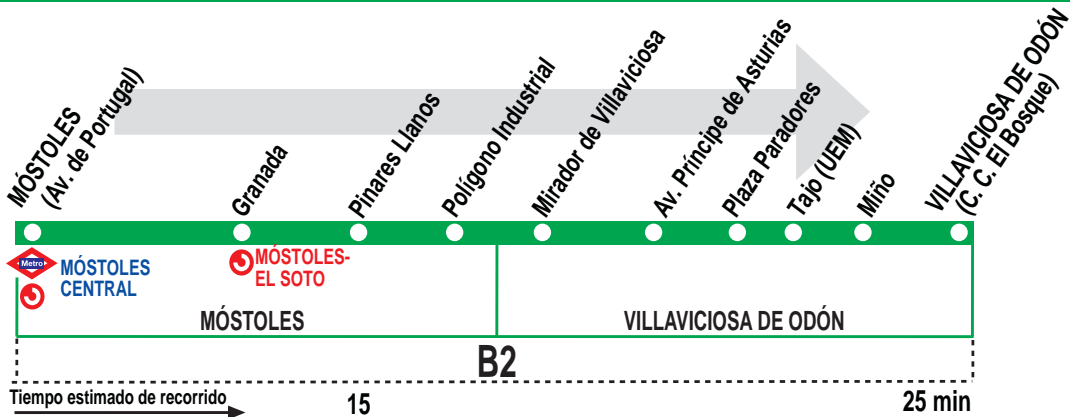 MÓSTOLES
(Av. de Portugal)
Granada
Pinares Llanos
Polígono Industrial
Mirador de Villaviciosa
Av. Príncipe de Asturias
Plaza Paradores
Tajo (UEM)
Miño
VILLAVICIOSA DE ODÓN
(C. C. El Bosque)
Metro
MÓSTOLES
CENTRAL
MÓSTOLES-
EL SOTO
MÓSTOLES
VILLAVICIOSA DE ODÓN
B2
Tiempo estimado de recorrido
15
25 min